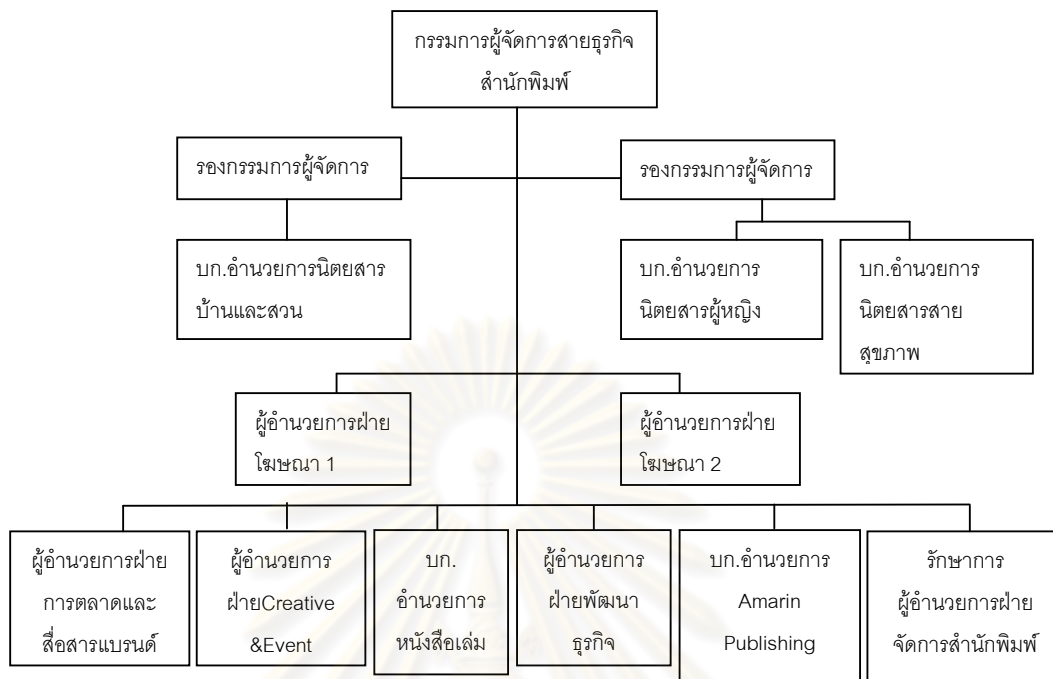 กรรมการผู้จัดการสายธุรกิจ
สำนักพิมพ์
รองกรรมการผู้จัดการ
รองกรรมการผู้จัดการ
บก.อำนวยการนิตยสาร
บ้านและสวน
บก.อำนวยการ
นิตยสารผู้หญิง
บก.อำนวยการ
นิตยสารสาย
สุขภาพ
ผู้อำนวยการฝ่าย
โฆษณา 1
ผู้อำนวยการฝ่าย
โฆษณา 2
ผู้อำนวยการฝ่าย
การตลาดและ
สื่อสารแบรนด์
ผู้อำนวยการ
ฝ่ายCreative
&Event
บก.
อำนวยการ
หนังสือเล่ม
ผู้อำนวยการ
ฝ่ายพัฒนา
ธุรกิจ
บก.อำนวยการ
Amarin
Publishing
รักษาการ
ผู้อำนวยการฝ่าย
จัดการสำนักพิมพ์